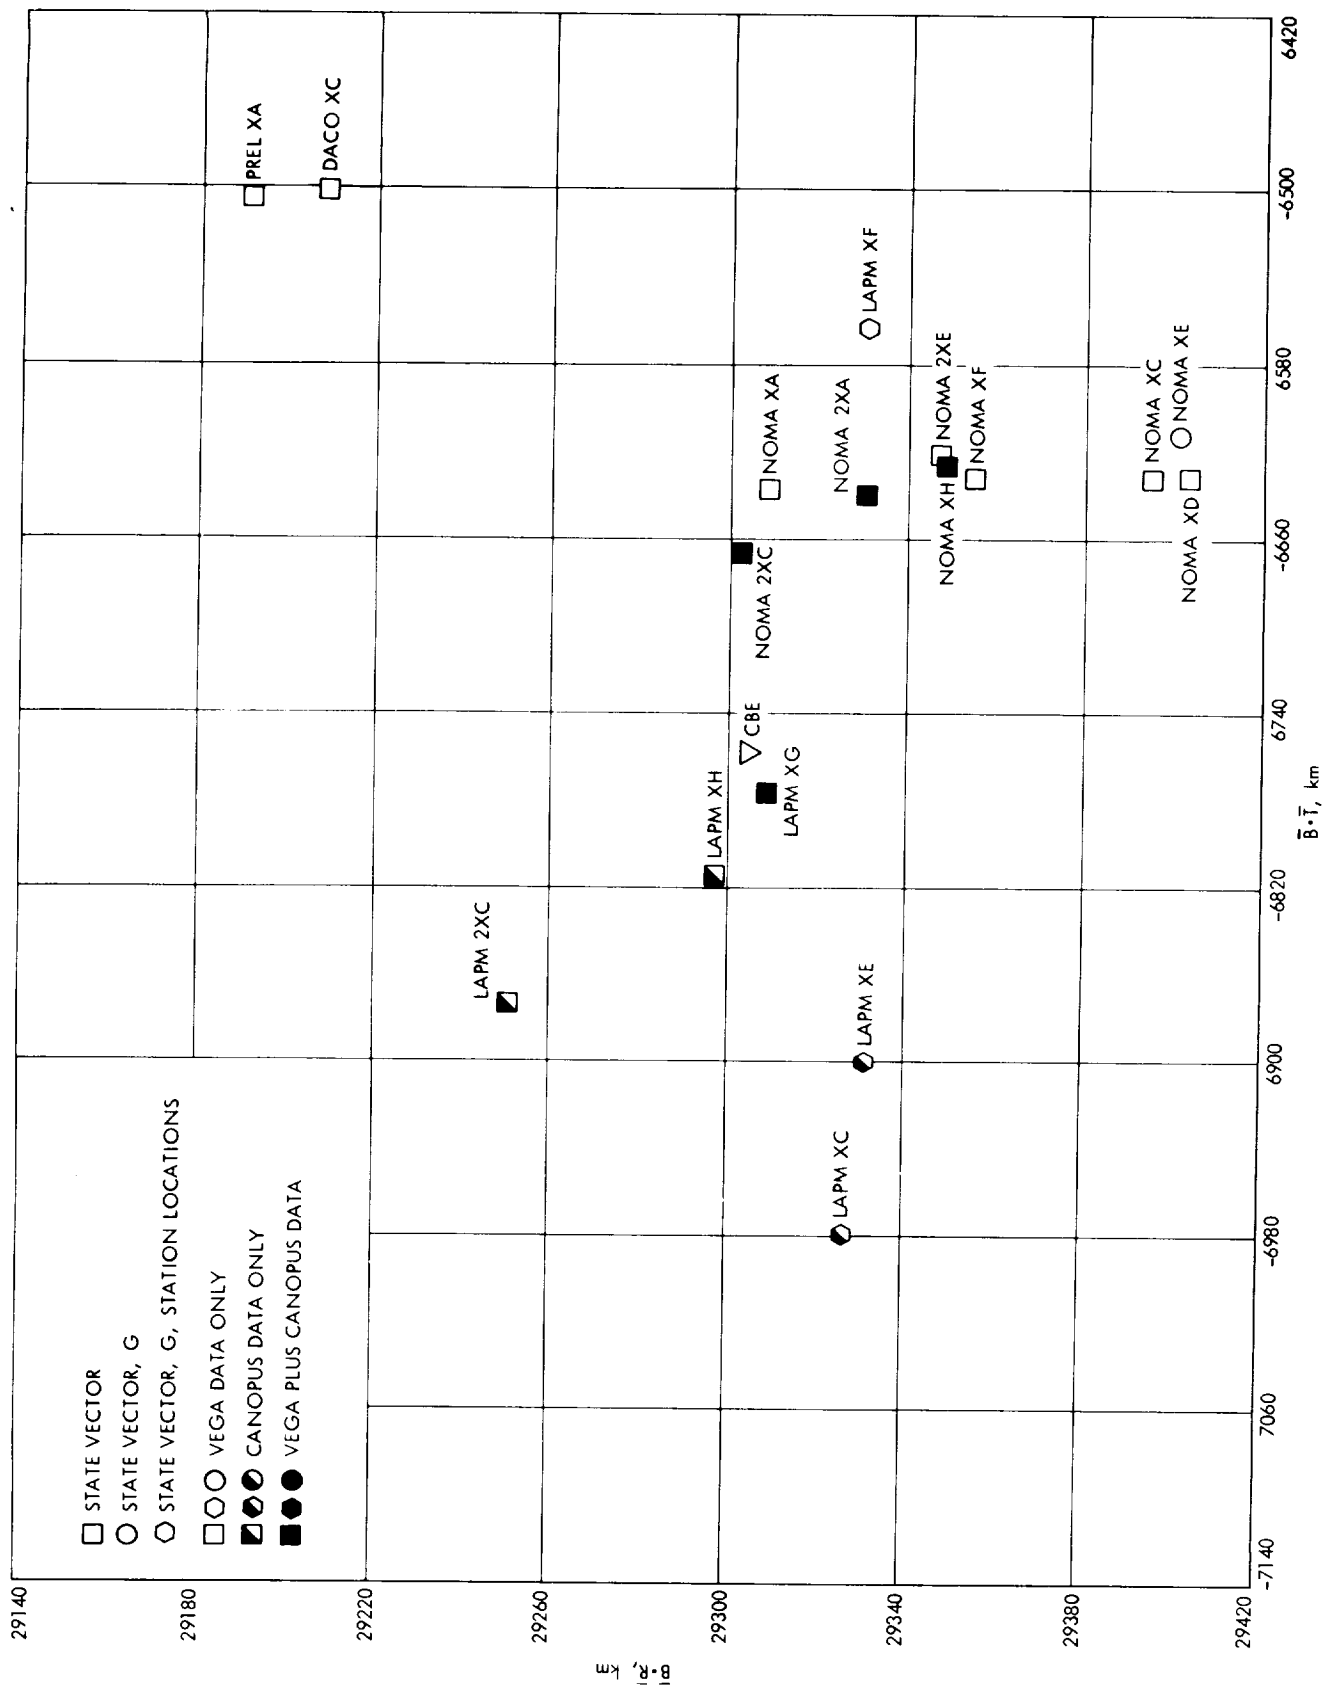 29140
29180
29220
29260
29300
29340
29380
29420
B·R, km
STATE VECTOR
STATE VECTOR, G
STATE VECTOR, G, STATION LOCATIONS
VEGA DATA ONLY
CANOPUS DATA ONLY
VEGA PLUS CANOPUS DATA
PREL XA
DACO XC
LAPM 2XC
LAPM XH
CBE
LAPM XG
NOMA 2XC
NOMA XA
NOMA 2XA
LAPM XF
LAPM XC
LAPM XE
NOMA 2XE
NOMA XH
NOMA XF
NOMA XC
NOMA XD
NOMA XE
-7140
7060
-6980
6900
-6820
6740
-6660
6580
-6500
6420
B·T, km